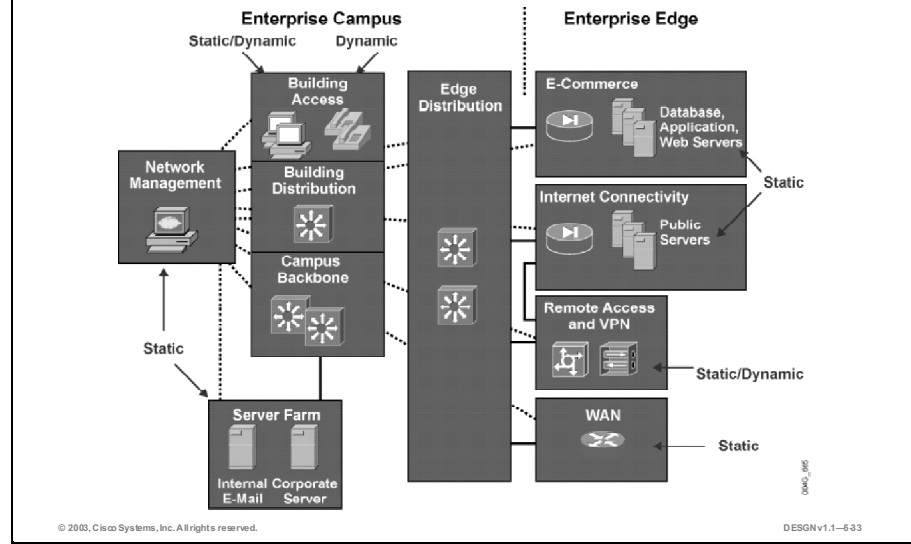 Enterprise Campus
Enterprise Edge
Static/Dynamic
Dynamic
Building
Access
Edge
Distribution
E-Commerce
Database,
Application,
Web Servers
Network
Management
Building
Distribution
Static
Internet Connectivity
Public
Servers
Campus
Backbone
Remote Access
and VPN
Static
Static/Dynamic
Server Farm
WAN
Static
Internal
E-Mail
Corporate
Server
004G_665
© 2003, Cisco Systems, Inc. All rights reserved.
DESGN v1.1—5-33